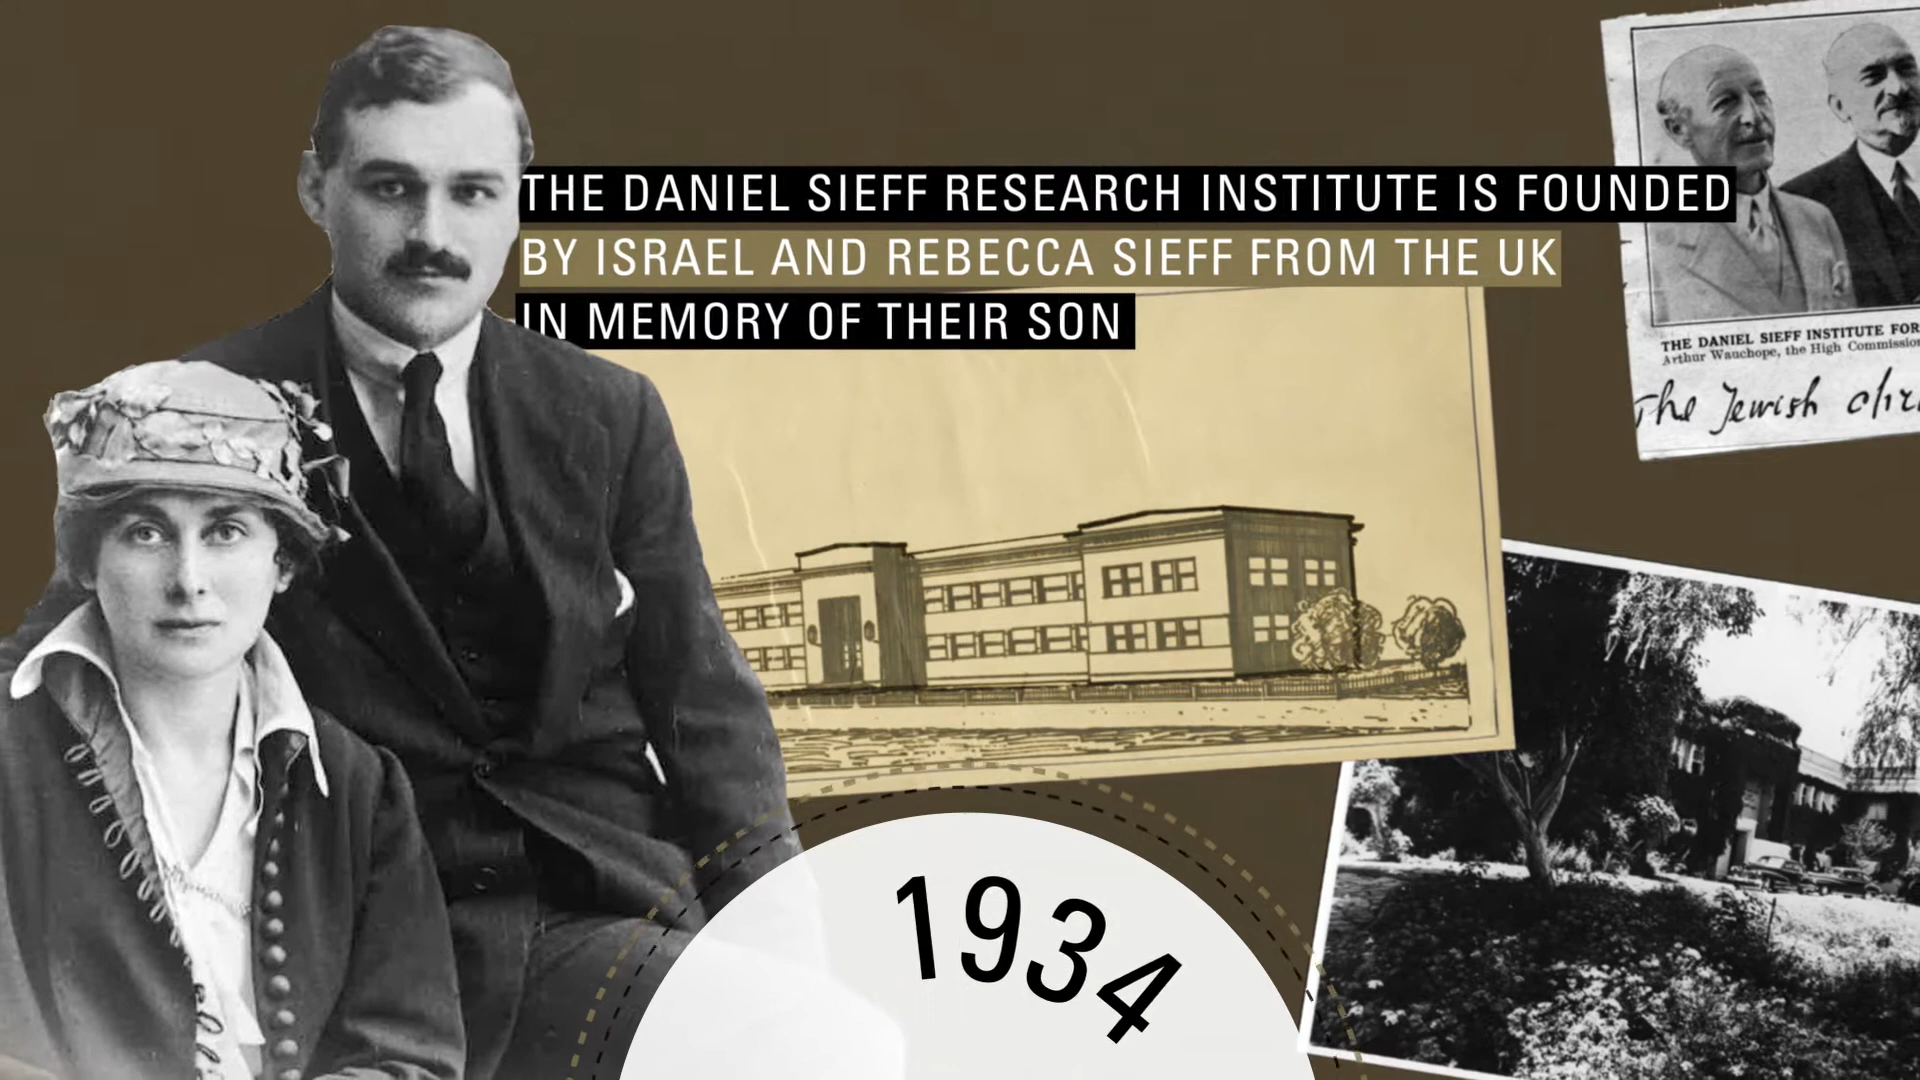 THE DANIEL SIEFF RESEARCH INSTITUTE IS FOUNDED
BY ISRAEL AND REBECCA SIEFF FROM THE UK
IN MEMORY OF THEIR SON
THE DANIEL SIEFF INSTITUTE FOR
Arthur Wauchope, the High Commissio
The Jewish
1934